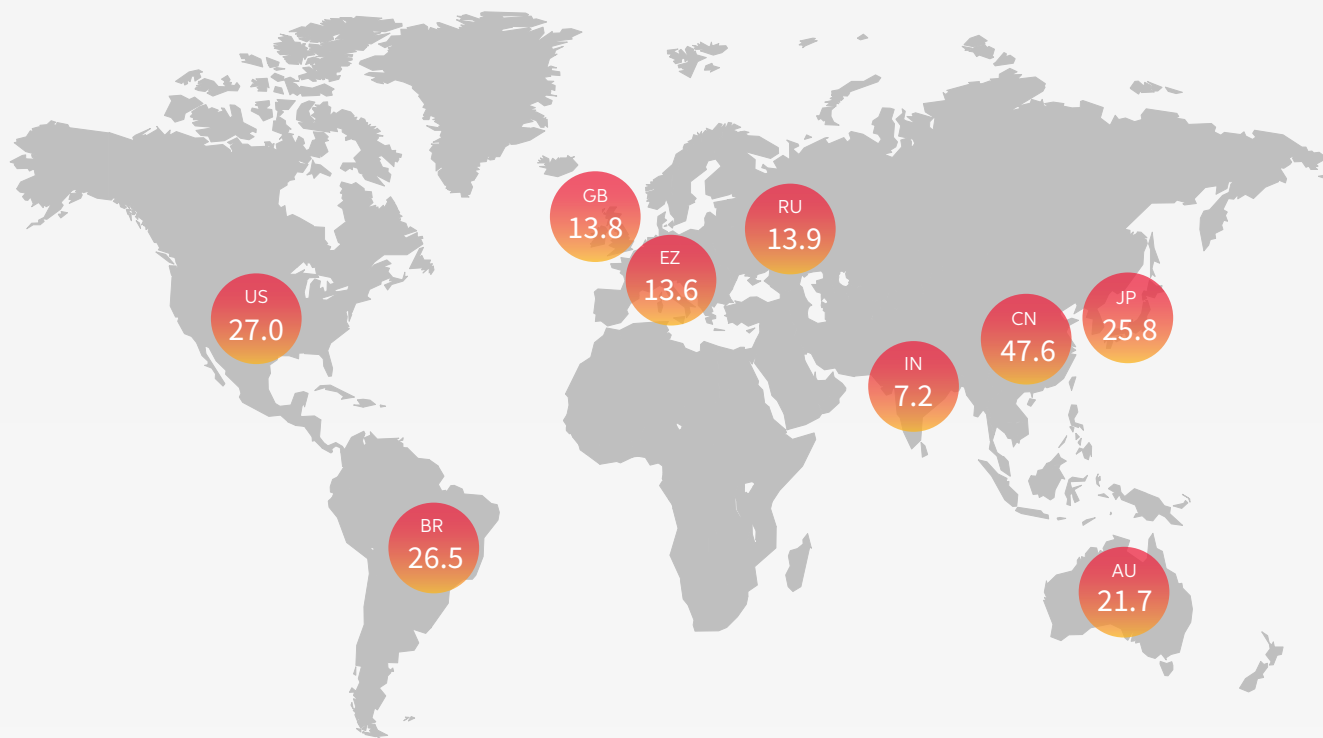 GB
13.8
RU
13.9
EZ
13.6
US
27.0
JP
25.8
CN
47.6
IN
7.2
BR
26.5
AU
21.7